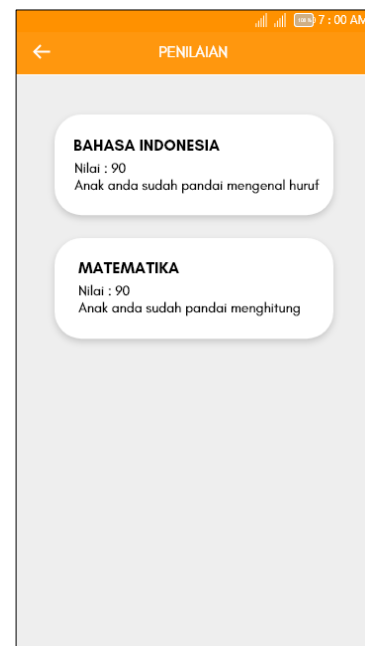 100% 7 : 00 AM
PENILAIAN
BAHASA INDONESIA
Nilai : 90
Anak anda sudah pandai mengenal huruf
MATEMATIKA
Nilai : 90
Anak anda sudah pandai menghitung